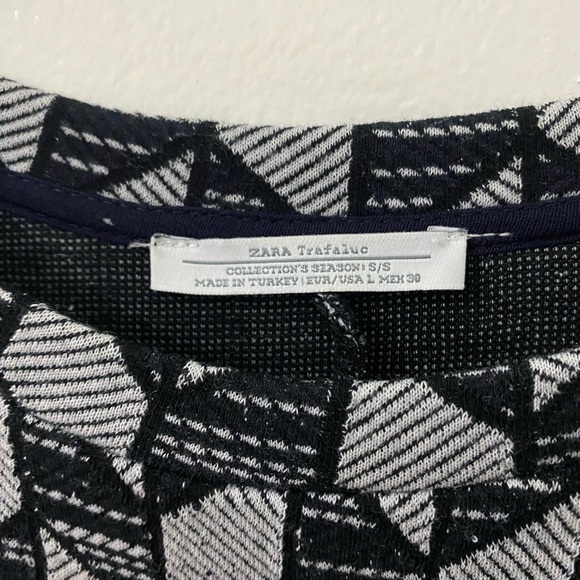 ZARA Trafaluc
COLLECTION'S SEASON: S/S
MADE IN TURKEY | EUR/USA L MEX 30